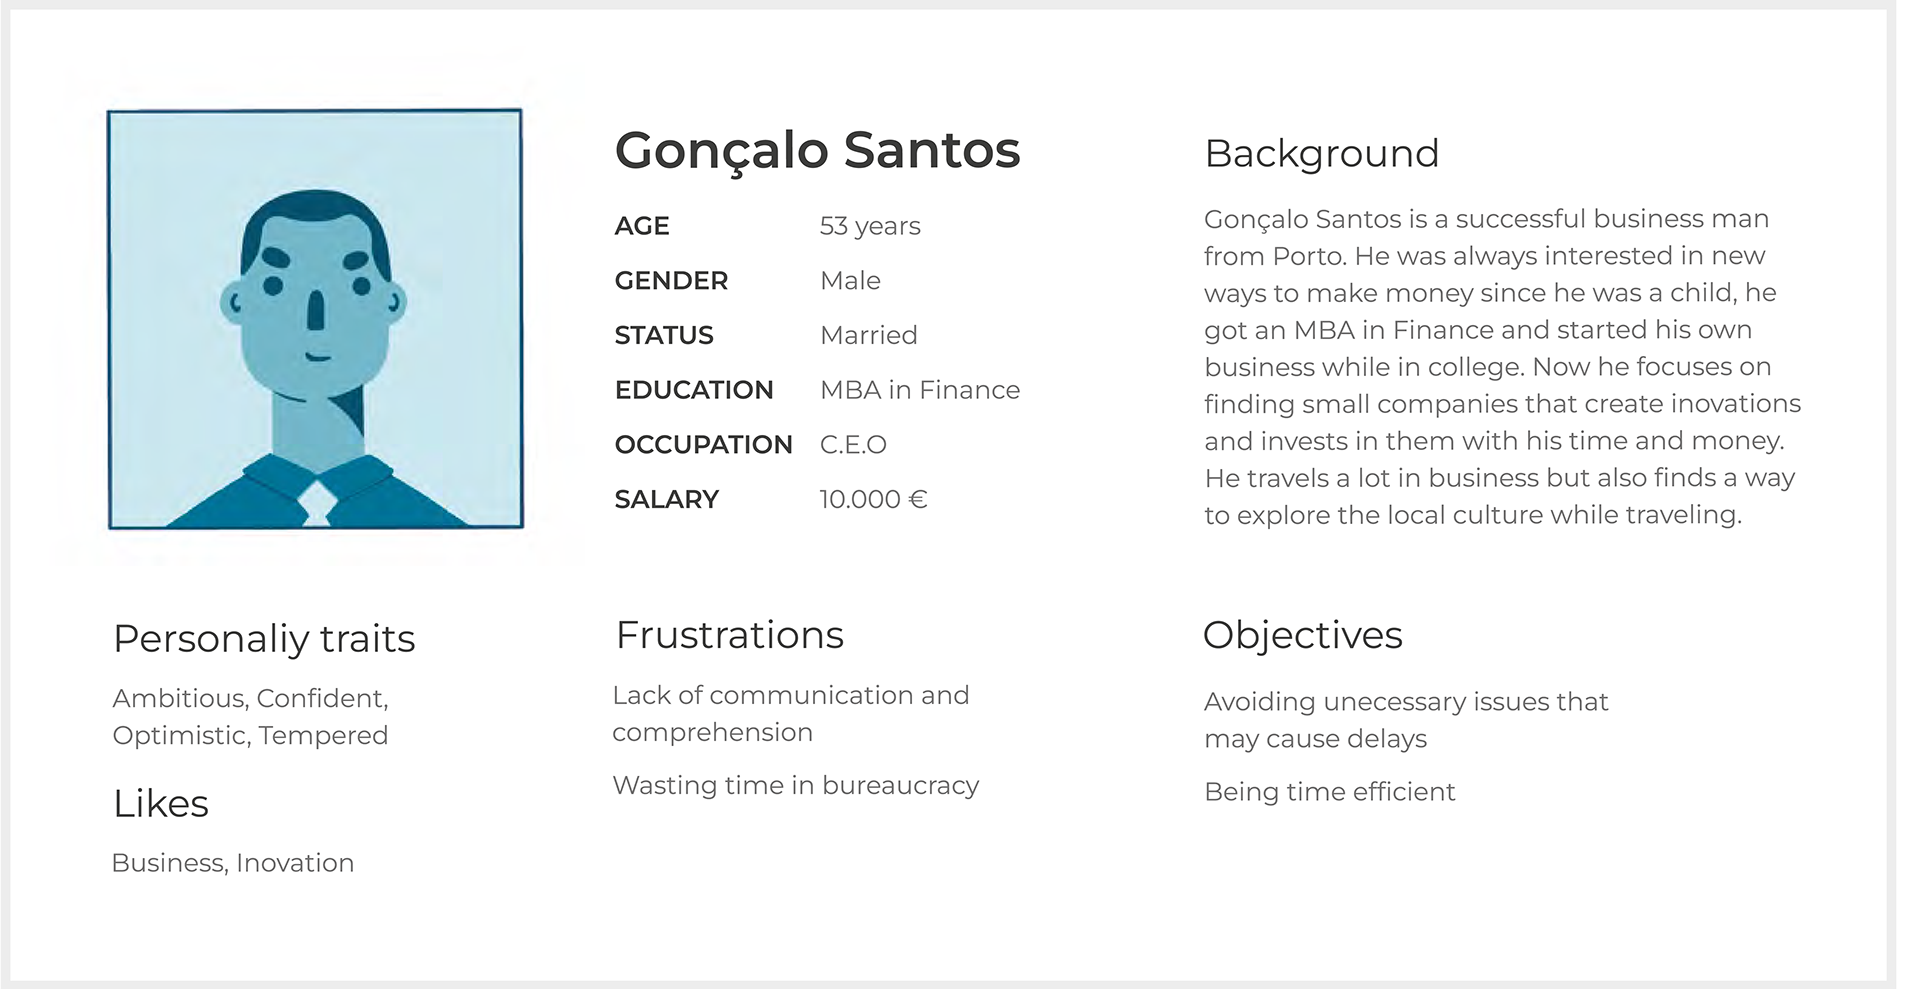 Gonçalo Santos
AGE 53 years
GENDER Male
STATUS Married
EDUCATION MBA in Finance
OCCUPATION C.E.O
SALARY 10.000 €
Background
Gonçalo Santos is a successful business man
from Porto. He was always interested in new
ways to make money since he was a child, he
got an MBA in Finance and started his own
business while in college. Now he focuses on
finding small companies that create inovations
and invests in them with his time and money.
He travels a lot in business but also finds a way
to explore the local culture while traveling.
Personaliy traits
Ambitious, Confident,
Optimistic, Tempered
Likes
Business, Inovation
Frustrations
Lack of communication and
comprehension
Wasting time in bureaucracy
Objectives
Avoiding unecessary issues that
may cause delays
Being time efficient